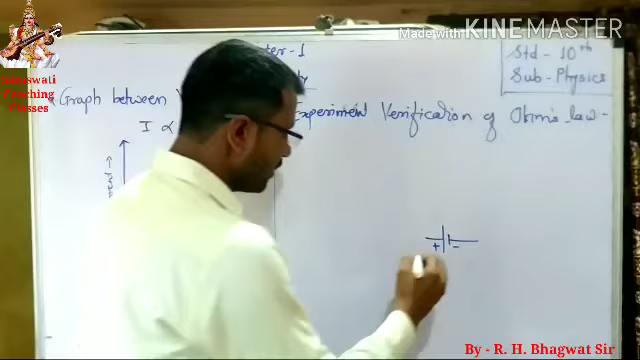 Made with KINEMASTER
Saraswati
Coaching
Classes
ter-1
Std - 10th
Sub - Physics
Graph between
Experiment Verification of Ohm's law -
I ∝
+ -
By - R. H. Bhagwat Sir